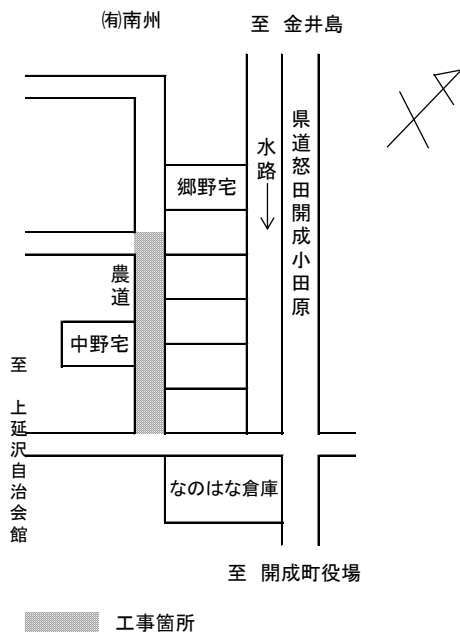 ㈲南州
至 金井島
県道怒田開成小田原
水路
郷野宅
農道
中野宅
至 上延沢自治会館
なのはな倉庫
至 開成町役場
工事箇所